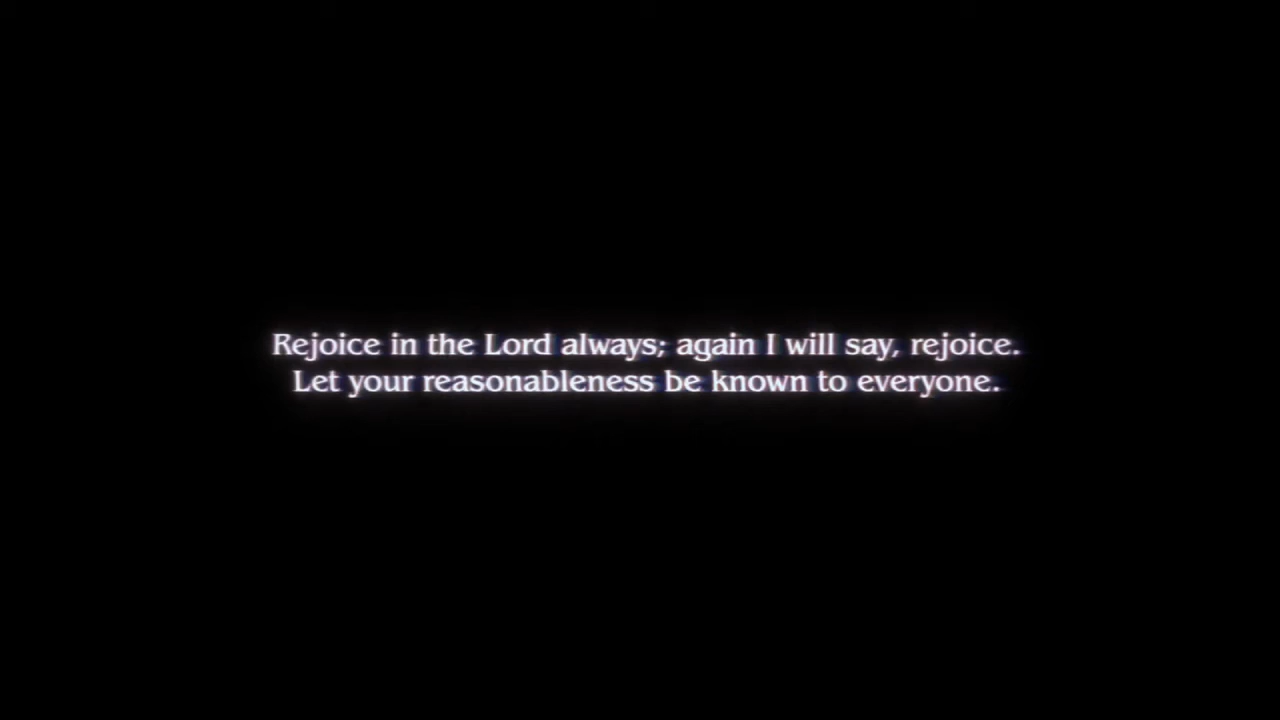 Rejoice in the Lord always; again I will say, rejoice.
Let your reasonableness be known to everyone.